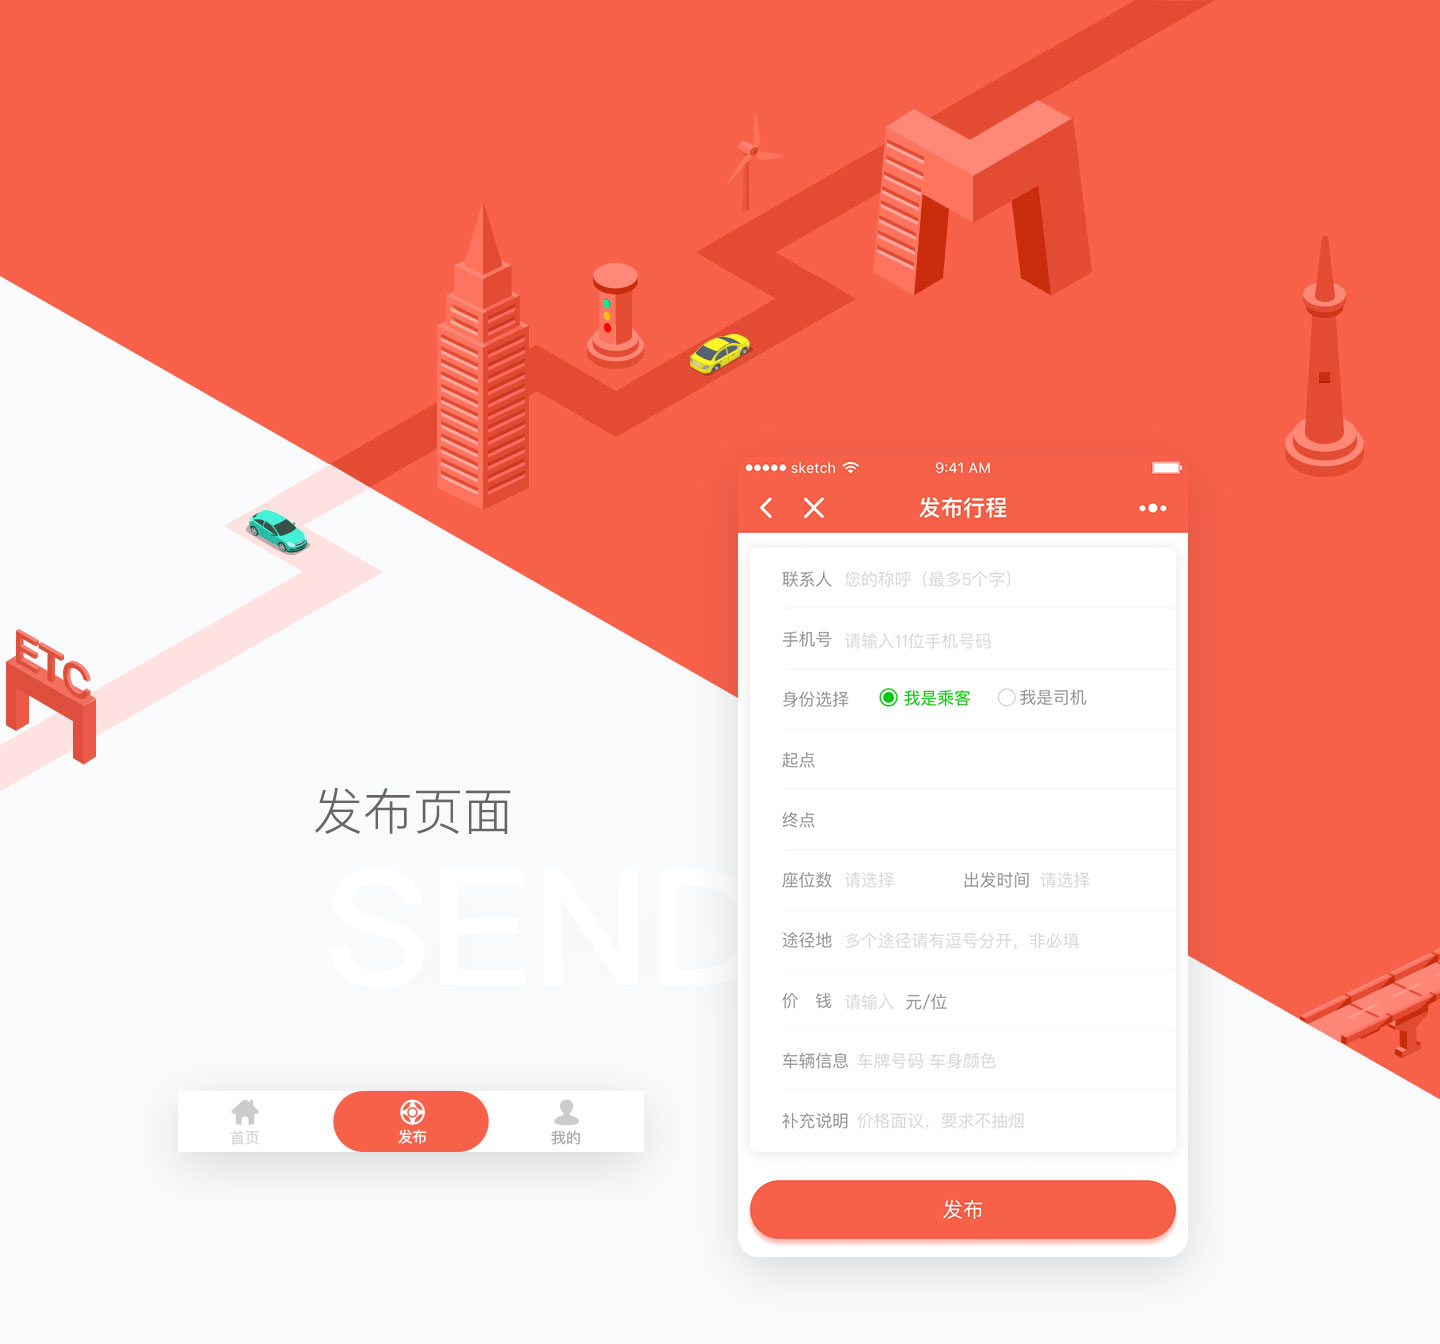 sketch 9:41 AM
发布行程
联系人 您的称呼（最多5个字）
手机号 请输入11位手机号码
身份选择 我是乘客 我是司机
起点
终点
座位数 请选择 出发时间 请选择
途径地 多个途径请有逗号分开，非必填
价 钱 请输入 元/位
车辆信息 车牌号码 车身颜色
补充说明 价格面议，要求不抽烟
发布
ETC
发布页面
SEND
首页 发布 我的